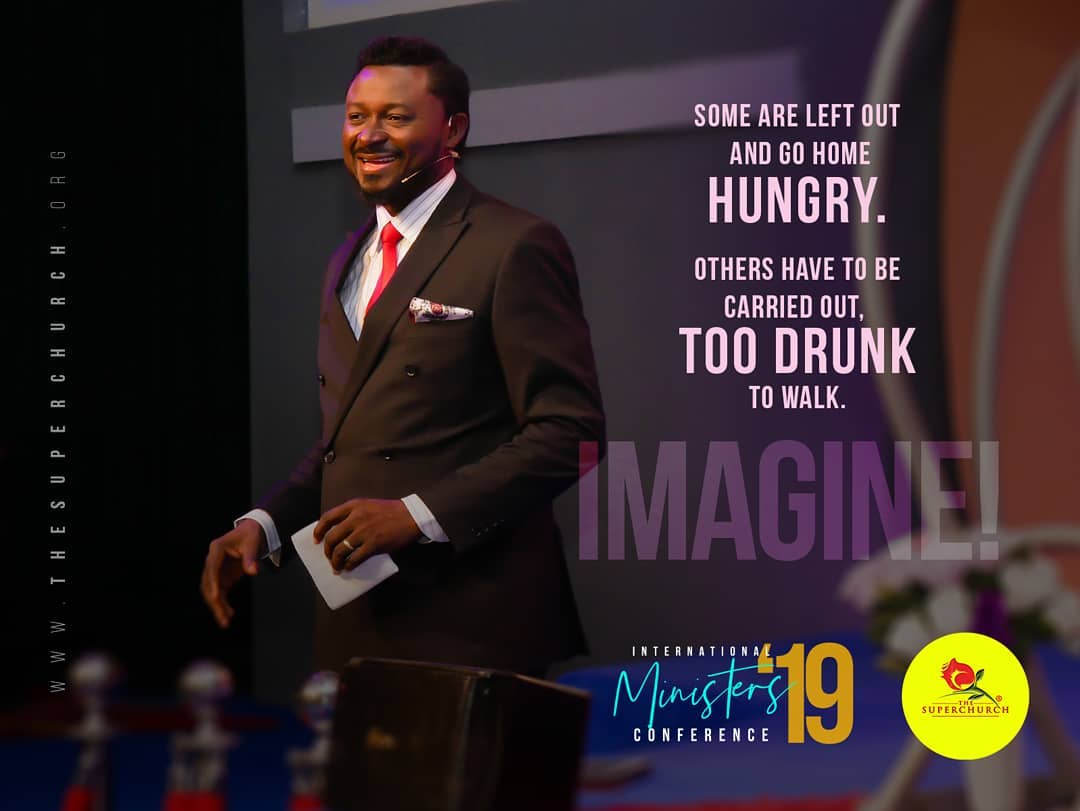 WWW.THESUPERCHURCH.ORG
SOME ARE LEFT OUT
AND GO HOME
HUNGRY.
OTHERS HAVE TO BE
CARRIED OUT,
TOO DRUNK
TO WALK.
IMAGINE!
INTERNATIONAL
Ministers' '19
CONFERENCE
THE
SUPERCHURCH®